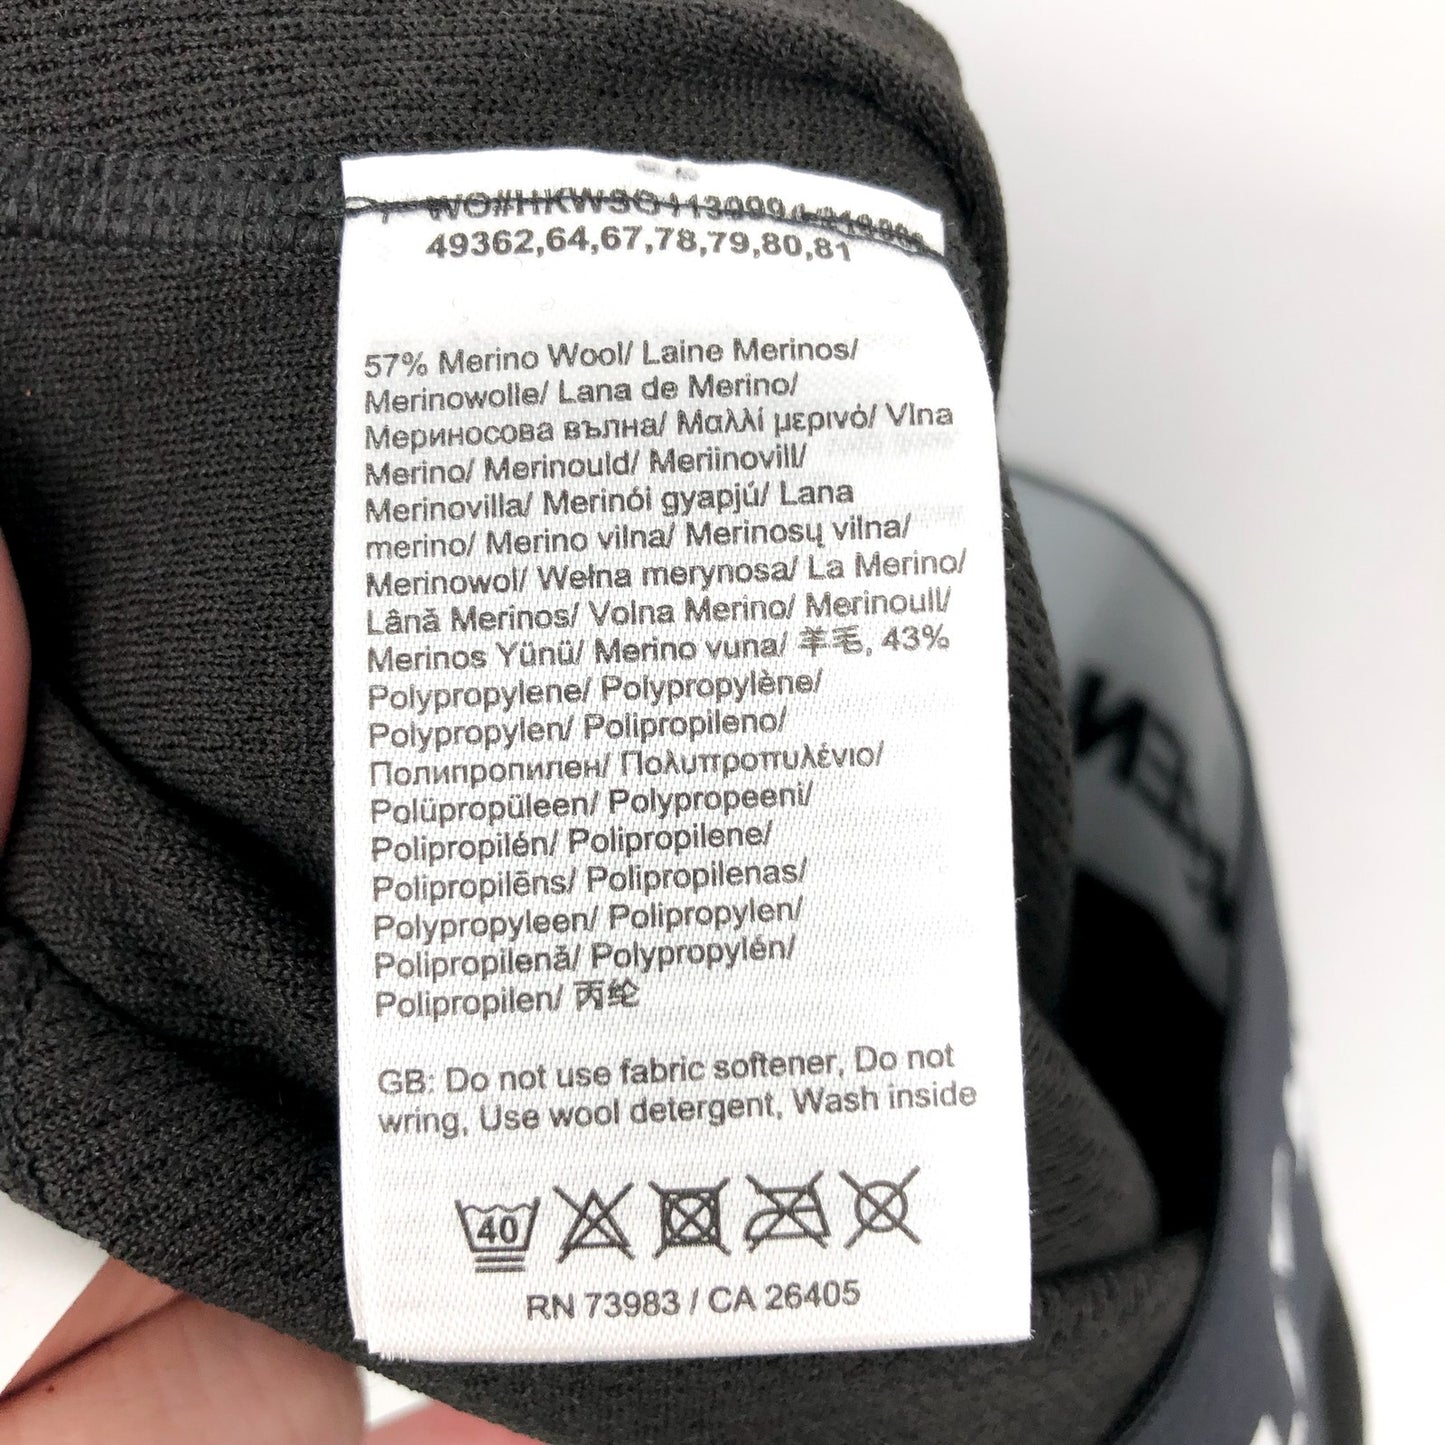 49362,64,67,78,79,80,81
57% Merino Wool/ Laine Merinos/
Merinowolle/ Lana de Merino/
Мериносова вълна/ Μαλλί μερινό/ Vlna
Merino/ Merinould/ Meriinovill/
Merinovilla/ Merinói gyapjú/ Lana
merino/ Merino vilna/ Merinosų vilna/
Merinowol/ Wełna merynosa/ La Merino/
Lână Merinos/ Volna Merino/ Merinoull/
Merinos Yünü/ Merino vuna/ 羊毛, 43%
Polypropylene/ Polypropylène/
Polypropylen/ Polipropileno/
Полипропилен/ Πολυπροπυλένιο/
Polüpropüleen/ Polypropeeni/
Polipropilén/ Polipropilene/
Polipropilēns/ Polipropilenas/
Polypropyleen/ Polipropylen/
Polipropilenă/ Polypropylén/
Polipropilen/ 丙纶
GB: Do not use fabric softener, Do not
wring, Use wool detergent, Wash inside
40
RN 73983 / CA 26405